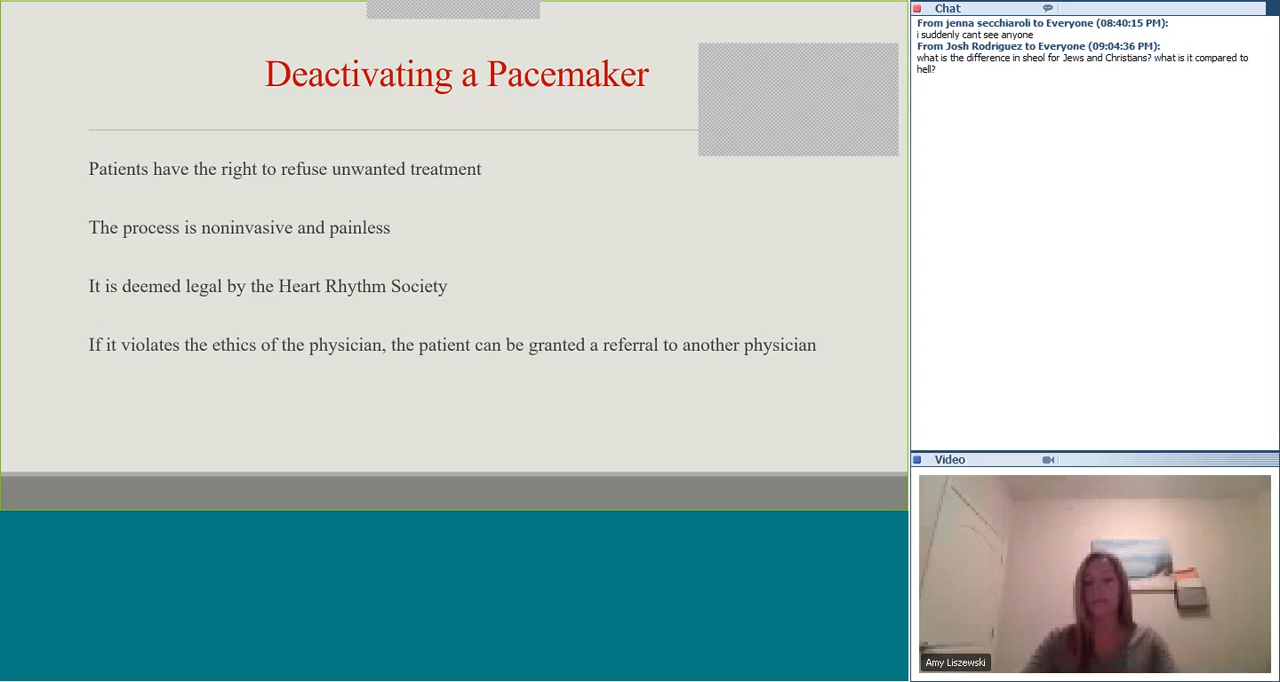 Deactivating a Pacemaker
Patients have the right to refuse unwanted treatment
The process is noninvasive and painless
It is deemed legal by the Heart Rhythm Society
If it violates the ethics of the physician, the patient can be granted a referral to another physician
Chat
From jenna secchiaroli to Everyone (08:40:15 PM):
i suddenly cant see anyone
From Josh Rodriguez to Everyone (09:04:36 PM):
what is the difference in sheol for Jews and Christians? what is it compared to
hell?
Video
Amy Liszewski